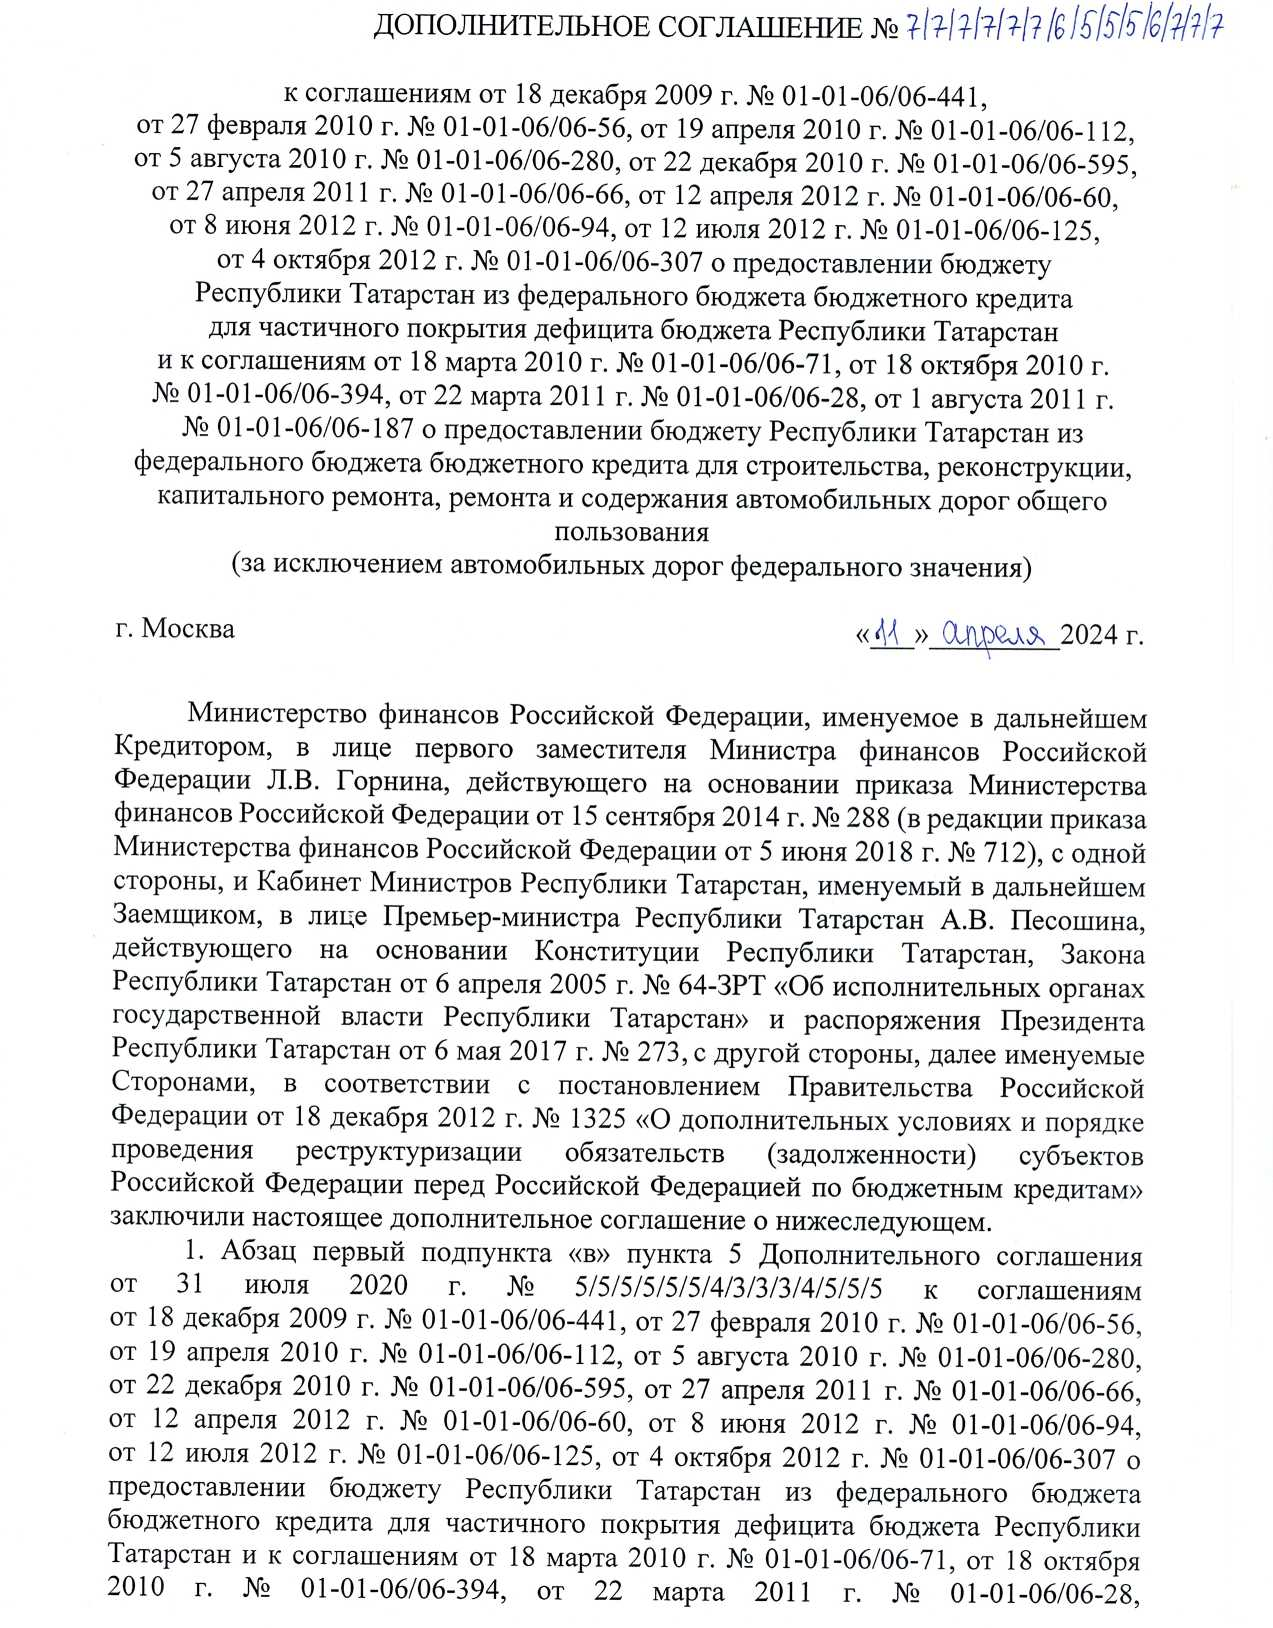 ДОПОЛНИТЕЛЬНОЕ СОГЛАШЕНИЕ № 7/7/7/7/7/7/6/5/5/5/6/7/7/7
к соглашениям от 18 декабря 2009 г. № 01-01-06/06-441,
от 27 февраля 2010 г. № 01-01-06/06-56, от 19 апреля 2010 г. № 01-01-06/06-112,
от 5 августа 2010 г. № 01-01-06/06-280, от 22 декабря 2010 г. № 01-01-06/06-595,
от 27 апреля 2011 г. № 01-01-06/06-66, от 12 апреля 2012 г. № 01-01-06/06-60,
от 8 июня 2012 г. № 01-01-06/06-94, от 12 июля 2012 г. № 01-01-06/06-125,
от 4 октября 2012 г. № 01-01-06/06-307 о предоставлении бюджету
Республики Татарстан из федерального бюджета бюджетного кредита
для частичного покрытия дефицита бюджета Республики Татарстан
и к соглашениям от 18 марта 2010 г. № 01-01-06/06-71, от 18 октября 2010 г.
№ 01-01-06/06-394, от 22 марта 2011 г. № 01-01-06/06-28, от 1 августа 2011 г.
№ 01-01-06/06-187 о предоставлении бюджету Республики Татарстан из
федерального бюджета бюджетного кредита для строительства, реконструкции,
капитального ремонта, ремонта и содержания автомобильных дорог общего
пользования
(за исключением автомобильных дорог федерального значения)
г. Москва «11» апреля 2024 г.
Министерство финансов Российской Федерации, именуемое в дальнейшем
Кредитором, в лице первого заместителя Министра финансов Российской
Федерации Л.В. Горнина, действующего на основании приказа Министерства
финансов Российской Федерации от 15 сентября 2014 г. № 288 (в редакции приказа
Министерства финансов Российской Федерации от 5 июня 2018 г. № 712), с одной
стороны, и Кабинет Министров Республики Татарстан, именуемый в дальнейшем
Заемщиком, в лице Премьер-министра Республики Татарстан А.В. Песошина,
действующего на основании Конституции Республики Татарстан, Закона
Республики Татарстан от 6 апреля 2005 г. № 64-ЗРТ «Об исполнительных органах
государственной власти Республики Татарстан» и распоряжения Президента
Республики Татарстан от 6 мая 2017 г. № 273, с другой стороны, далее именуемые
Сторонами, в соответствии с постановлением Правительства Российской
Федерации от 18 декабря 2012 г. № 1325 «О дополнительных условиях и порядке
проведения реструктуризации обязательств (задолженности) субъектов
Российской Федерации перед Российской Федерацией по бюджетным кредитам»
заключили настоящее дополнительное соглашение о нижеследующем.
1. Абзац первый подпункта «в» пункта 5 Дополнительного соглашения
от 31 июля 2020 г. № 5/5/5/5/5/5/4/3/3/3/4/5/5/5 к соглашениям
от 18 декабря 2009 г. № 01-01-06/06-441, от 27 февраля 2010 г. № 01-01-06/06-56,
от 19 апреля 2010 г. № 01-01-06/06-112, от 5 августа 2010 г. № 01-01-06/06-280,
от 22 декабря 2010 г. № 01-01-06/06-595, от 27 апреля 2011 г. № 01-01-06/06-66,
от 12 апреля 2012 г. № 01-01-06/06-60, от 8 июня 2012 г. № 01-01-06/06-94,
от 12 июля 2012 г. № 01-01-06/06-125, от 4 октября 2012 г. № 01-01-06/06-307 о
предоставлении бюджету Республики Татарстан из федерального бюджета
бюджетного кредита для частичного покрытия дефицита бюджета Республики
Татарстан и к соглашениям от 18 марта 2010 г. № 01-01-06/06-71, от 18 октября
2010 г. № 01-01-06/06-394, от 22 марта 2011 г. № 01-01-06/06-28,